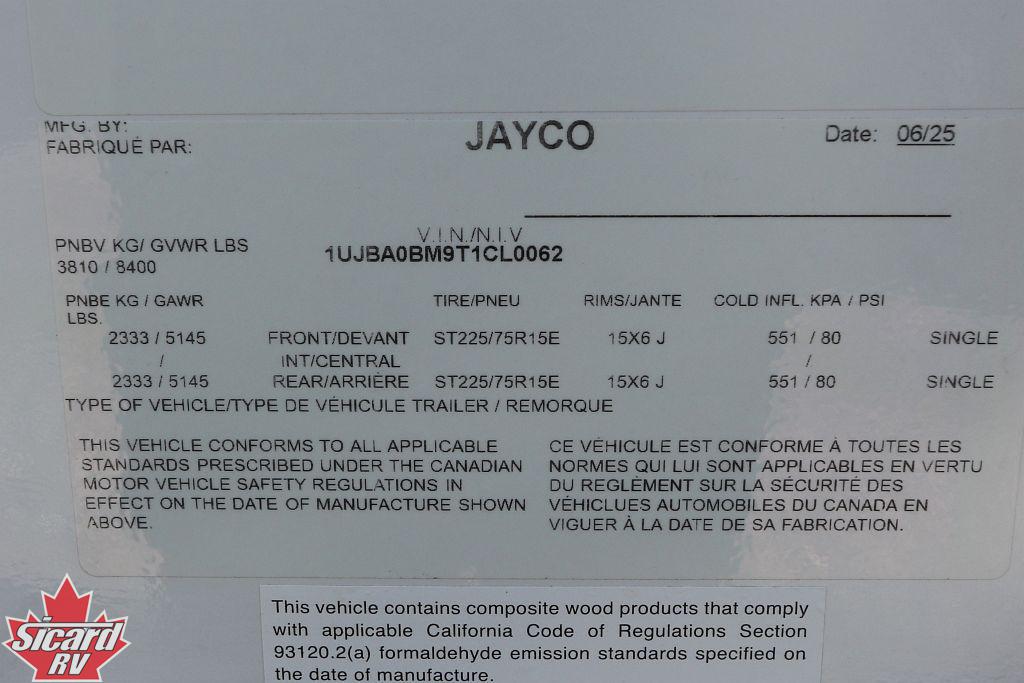 MFG. BY:
FABRIQUÉ PAR:
JAYCO
Date: 06/25
V.I.N./N.I.V
PNBV KG/ GVWR LBS
1UJBA0BM9T1CL0062
3810 / 8400
PNBE KG / GAWR TIRE/PNEU RIMS/JANTE COLD INFL. KPA / PSI
LBS.
2333 / 5145 FRONT/DEVANT ST225/75R15E 15X6 J 551 / 80 SINGLE
/ INT/CENTRAL /
2333 / 5145 REAR/ARRIÈRE ST225/75R15E 15X6 J 551 / 80 SINGLE
TYPE OF VEHICLE/TYPE DE VÉHICULE TRAILER / REMORQUE
THIS VEHICLE CONFORMS TO ALL APPLICABLE
STANDARDS PRESCRIBED UNDER THE CANADIAN
MOTOR VEHICLE SAFETY REGULATIONS IN
EFFECT ON THE DATE OF MANUFACTURE SHOWN
ABOVE.
CE VÉHICULE EST CONFORME À TOUTES LES
NORMES QUI LUI SONT APPLICABLES EN VERTU
DU REGLÈMENT SUR LA SÉCURITÉ DES
VÉHICLUES AUTOMOBILES DU CANADA EN
VIGUER À LA DATE DE SA FABRICATION.
This vehicle contains composite wood products that comply
with applicable California Code of Regulations Section
93120.2(a) formaldehyde emission standards specified on
the date of manufacture.
Sicard
RV